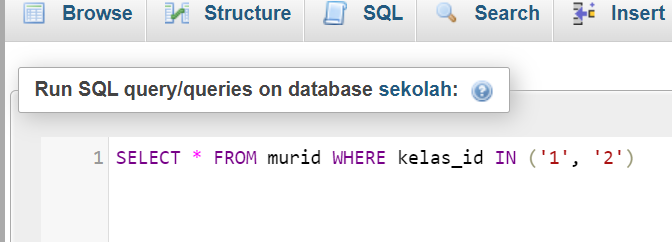 Browse Structure SQL Search Insert
Run SQL query/queries on database sekolah:
1 SELECT * FROM murid WHERE kelas_id IN ('1', '2')